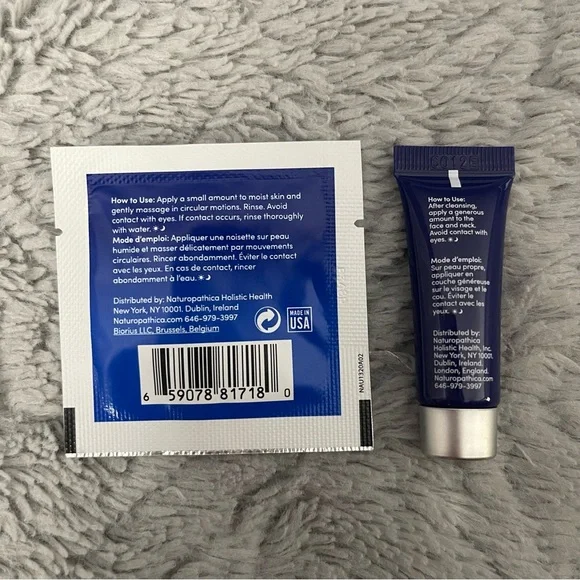 How to Use: Apply a small amount to moist skin and
gently massage in circular motions. Rinse. Avoid
contact with eyes. If contact occurs, rinse thoroughly
with water.
Mode d'emploi: Appliquer une noisette sur peau
humide et masser délicatement par mouvements
circulaires. Rincer abondamment. Éviter le contact
avec les yeux. En cas de contact, rincer
abondamment à l'eau.
Distributed by: Naturopathica Holistic Health
New York, NY 10001. Dublin, Ireland
Naturopathica.com 646-979-3997
Biorius LLC, Brussels, Belgium
MADE IN
USA
6 59078 81718 0
NAU1320A02
How to Use:
After cleansing,
apply a generous
amount to the
face and neck.
Avoid contact with
eyes.
Mode d'emploi:
Sur peau propre,
appliquer en
couche généreuse
sur le visage et le
cou. Éviter le
contact avec les
yeux.
Distributed by:
Naturopathica
Holistic Health, Inc.
New York, NY 10001.
Dublin, Ireland.
London, England.
Naturopathica.com
646-979-3997